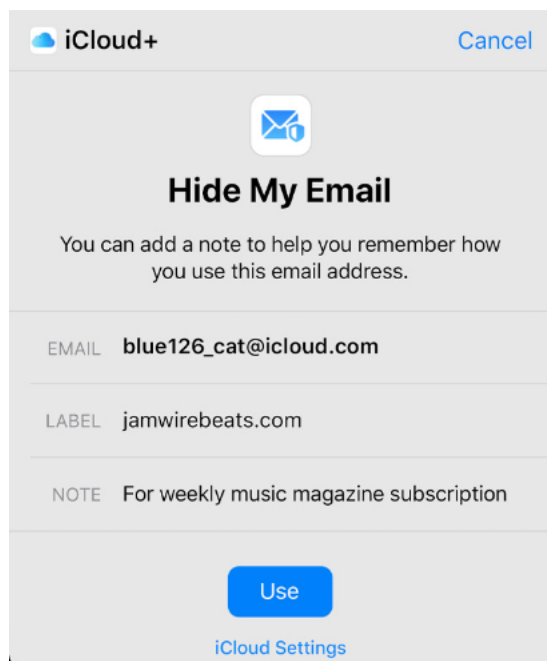 iCloud+
Cancel
Hide My Email
You can add a note to help you remember how
you use this email address.
EMAIL blue126_cat@icloud.com
LABEL jamwirebeats.com
NOTE For weekly music magazine subscription
Use
iCloud Settings